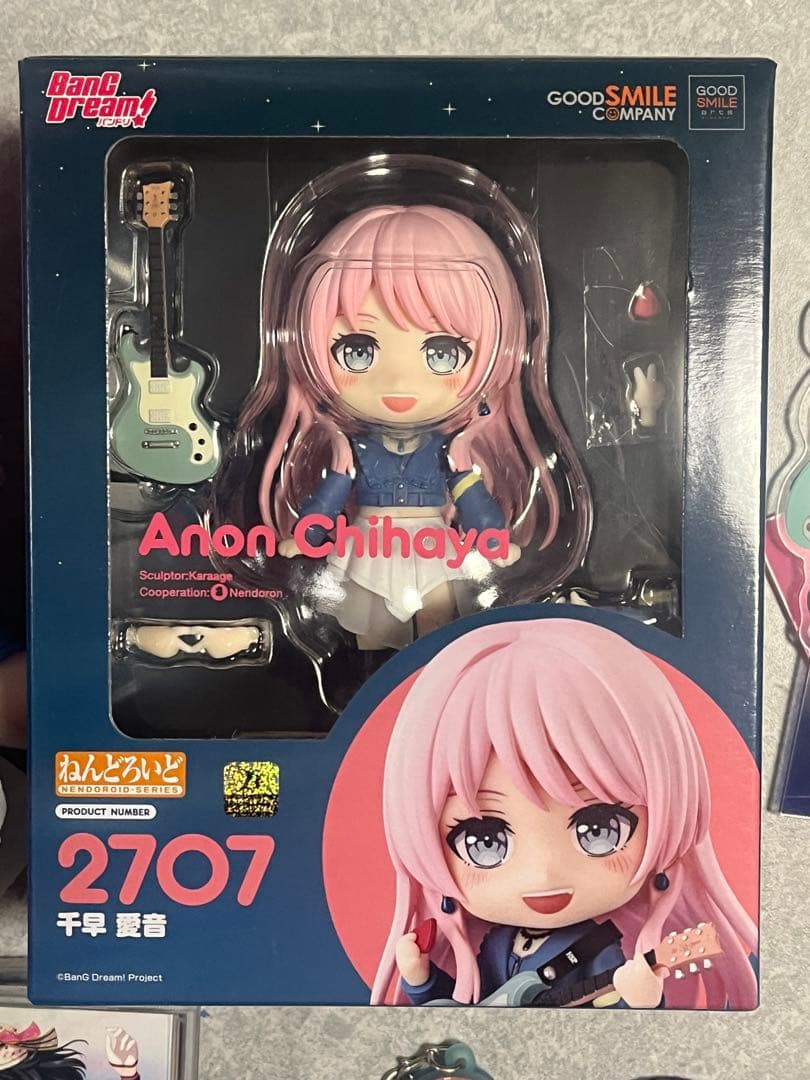 BanG
Dream!
バンドリ
GOOD SMILE
COMPANY
GOOD
SMILE
Anon Chihaya
Sculptor:Karaage
Cooperation: Nendoron
ねんどろいど
NENDOROID-SERIES
PRODUCT NUMBER
2707
千早 愛音
©BanG Dream! Project